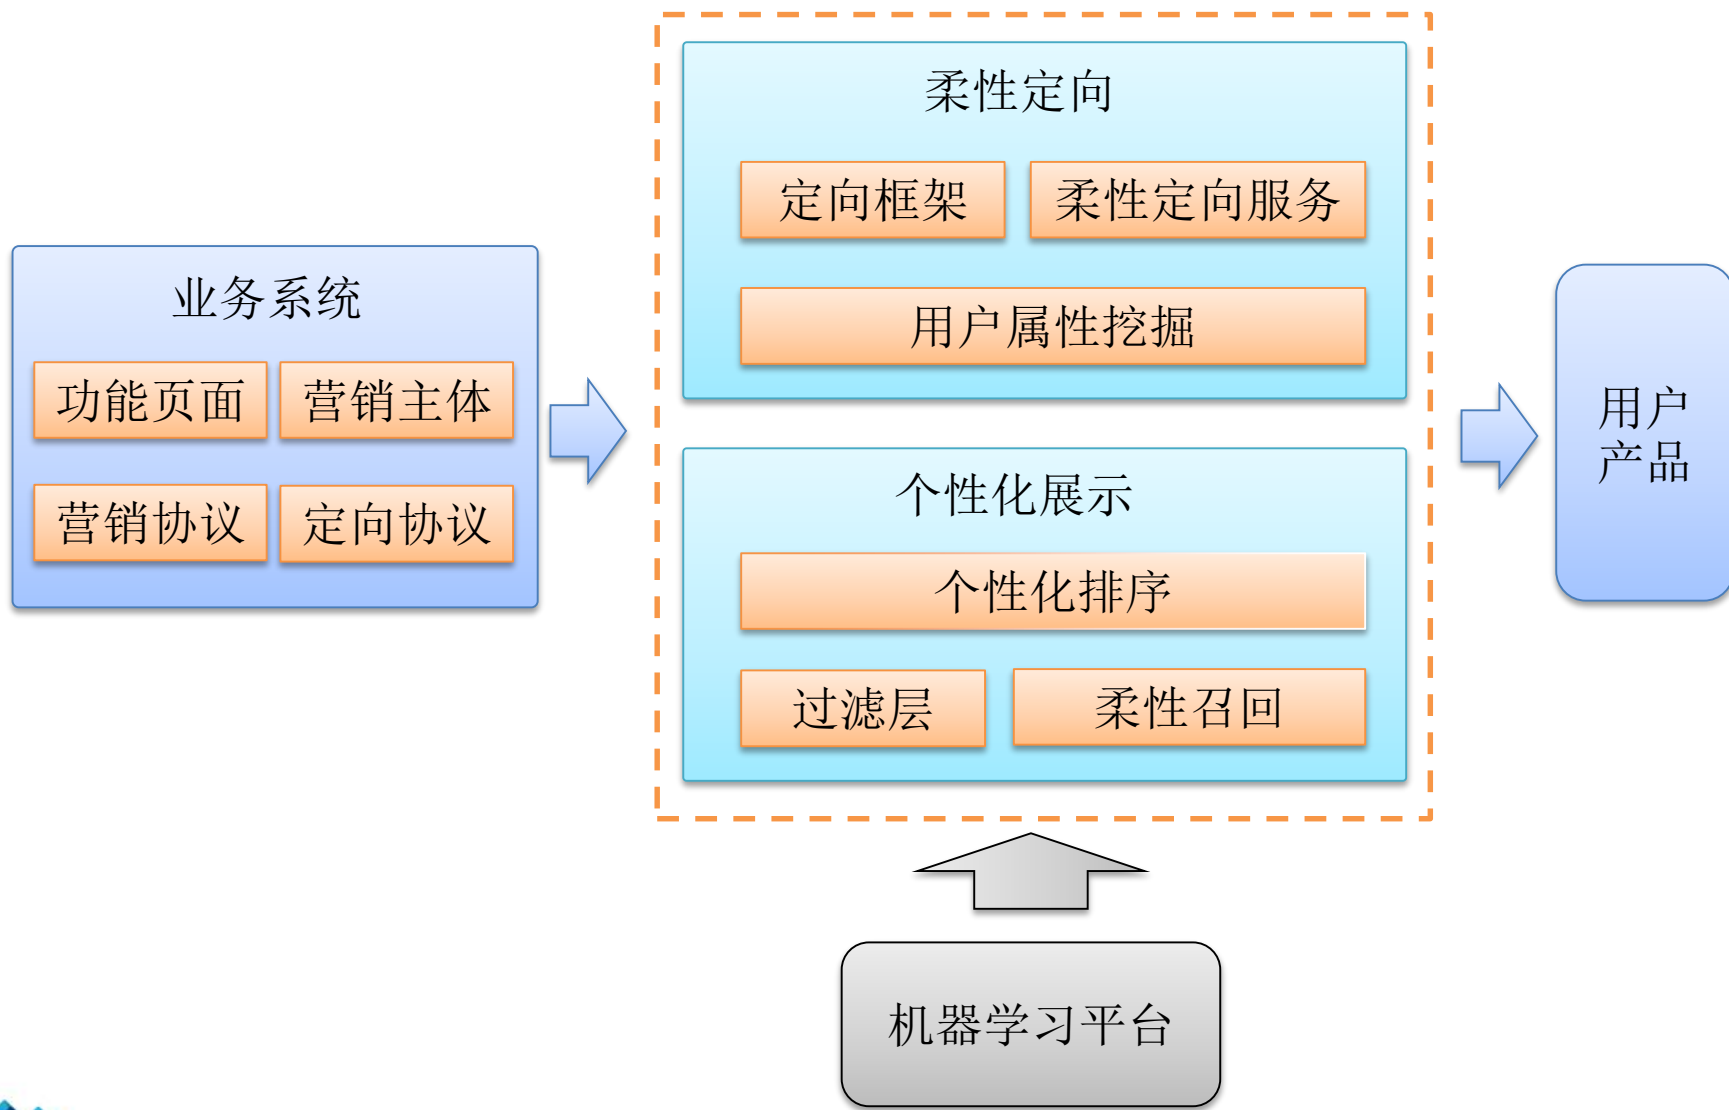 业务系统
功能页面
营销主体
营销协议
定向协议
柔性定向
定向框架
柔性定向服务
用户属性挖掘
个性化展示
个性化排序
过滤层
柔性召回
用户
产品
机器学习平台